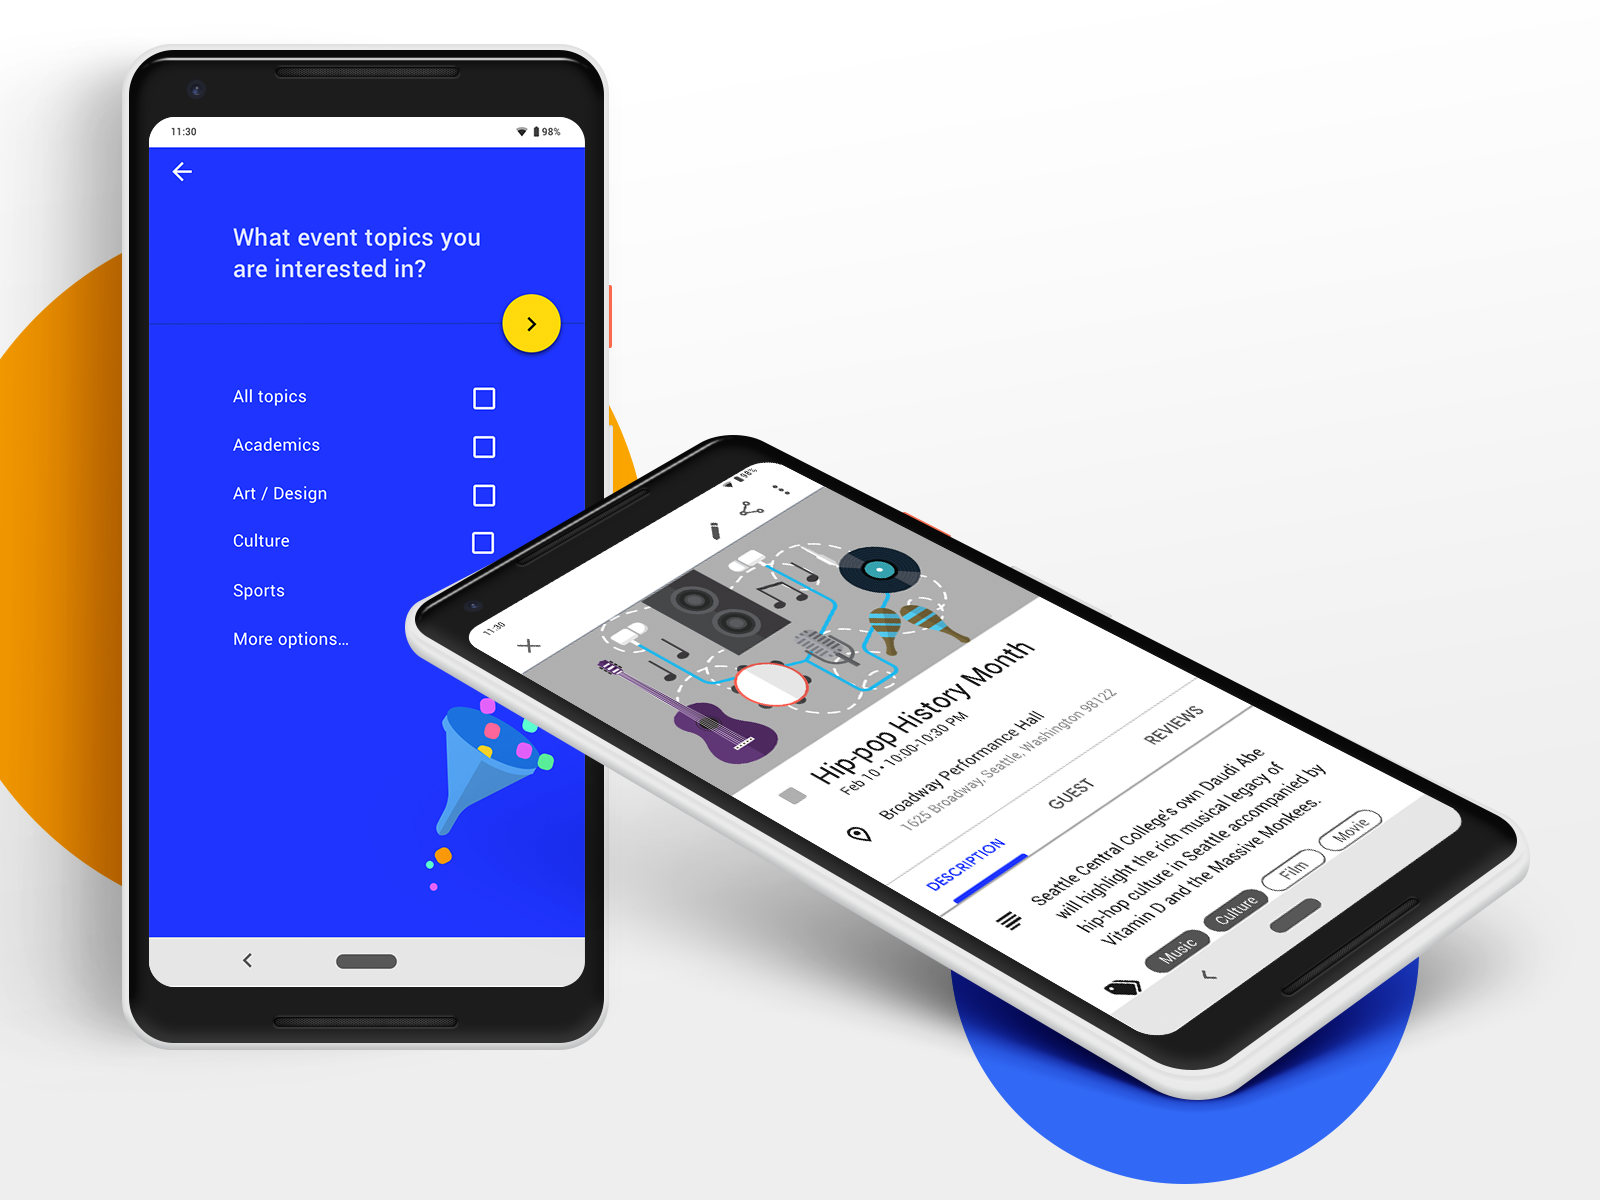 11:30
98%
What event topics you
are interested in?
All topics
Academics
Art / Design
Culture
Sports
More options...
11:30
98%
Hip-pop History Month
Feb 10 • 10:00-10:30 PM
Broadway Performance Hall
1625 Broadway, Seattle, Washington 98122
DESCRIPTION
GUEST
REVIEWS
Seattle Central College's own Daudi Abe
will highlight the rich musical legacy of
hip-hop culture in Seattle accompanied by
Vitamin D and the Massive Monkees.
Music
Culture
Film
Movie